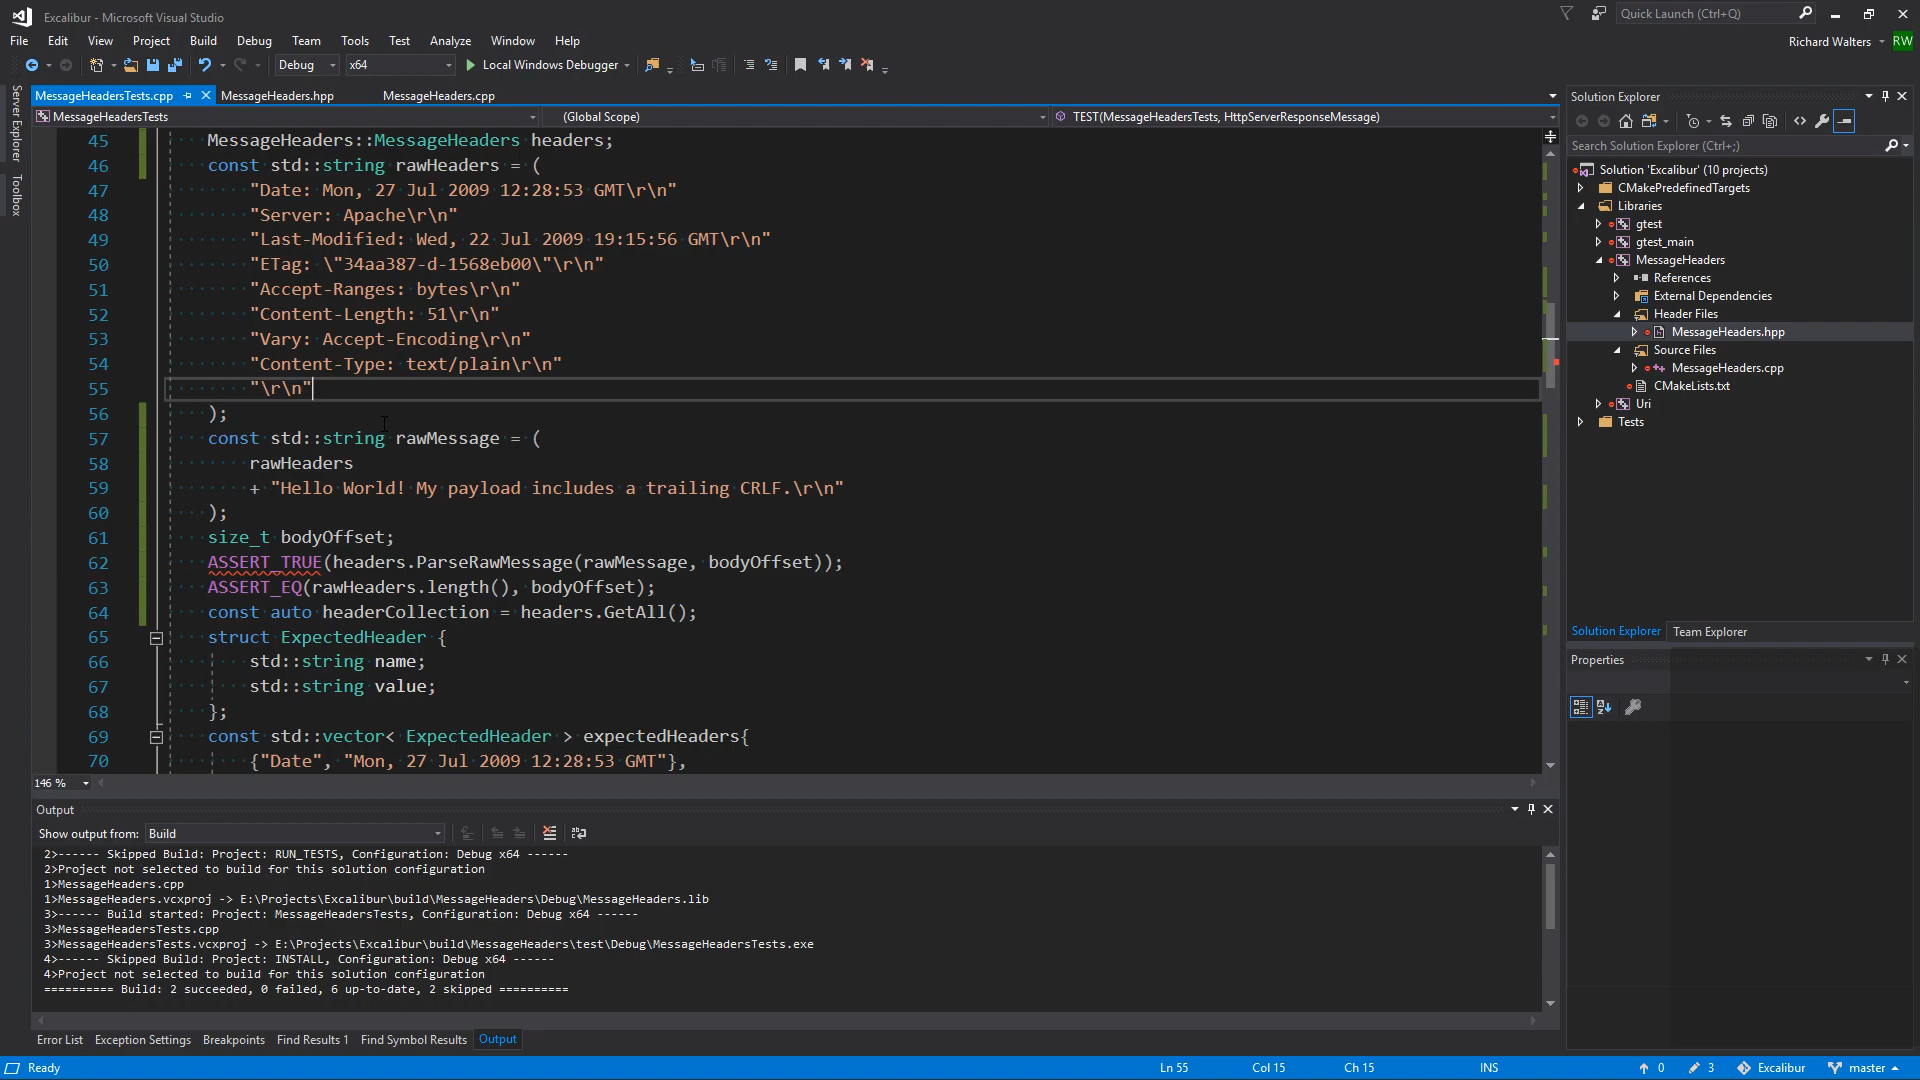 Excalibur - Microsoft Visual Studio
Quick Launch (Ctrl+Q)
File Edit View Project Build Debug Team Tools Test Analyze Window Help
Richard Walters RW
Debug x64 Local Windows Debugger
Server Explorer
Toolbox
MessageHeadersTests.cpp MessageHeaders.hpp MessageHeaders.cpp
MessageHeadersTests (Global Scope) TEST(MessageHeadersTests, HttpServerResponseMessage)
45 MessageHeaders::MessageHeaders headers;
46 const std::string rawHeaders = (
47 "Date: Mon, 27 Jul 2009 12:28:53 GMT\r\n"
48 "Server: Apache\r\n"
49 "Last-Modified: Wed, 22 Jul 2009 19:15:56 GMT\r\n"
50 "ETag: \"34aa387-d-1568eb00\"\r\n"
51 "Accept-Ranges: bytes\r\n"
52 "Content-Length: 51\r\n"
53 "Vary: Accept-Encoding\r\n"
54 "Content-Type: text/plain\r\n"
55 "\r\n"
56 );
57 const std::string rawMessage = (
58 rawHeaders
59 + "Hello World! My payload includes a trailing CRLF.\r\n"
60 );
61 size_t bodyOffset;
62 ASSERT_TRUE(headers.ParseRawMessage(rawMessage, bodyOffset));
63 ASSERT_EQ(rawHeaders.length(), bodyOffset);
64 const auto headerCollection = headers.GetAll();
65 struct ExpectedHeader {
66 std::string name;
67 std::string value;
68 };
69 const std::vector< ExpectedHeader > expectedHeaders{
70 {"Date", "Mon, 27 Jul 2009 12:28:53 GMT"},
146 %
Output
Show output from: Build
2>------ Skipped Build: Project: RUN_TESTS, Configuration: Debug x64 ------
2>Project not selected to build for this solution configuration
1>MessageHeaders.cpp
1>MessageHeaders.vcxproj -> E:\Projects\Excalibur\build\MessageHeaders\Debug\MessageHeaders.lib
3>------ Build started: Project: MessageHeadersTests, Configuration: Debug x64 ------
3>MessageHeadersTests.cpp
3>MessageHeadersTests.vcxproj -> E:\Projects\Excalibur\build\MessageHeaders\test\Debug\MessageHeadersTests.exe
4>------ Skipped Build: Project: INSTALL, Configuration: Debug x64 ------
4>Project not selected to build for this solution configuration
========== Build: 2 succeeded, 0 failed, 6 up-to-date, 2 skipped ==========
Error List Exception Settings Breakpoints Find Results 1 Find Symbol Results Output
Solution Explorer
Search Solution Explorer (Ctrl+;)
Solution 'Excalibur' (10 projects)
CMakePredefinedTargets
Libraries
gtest
gtest_main
MessageHeaders
References
External Dependencies
Header Files
MessageHeaders.hpp
Source Files
MessageHeaders.cpp
CMakeLists.txt
Uri
Tests
Solution Explorer Team Explorer
Properties
Ready Ln 55 Col 15 Ch 15 INS 0 3 Excalibur master